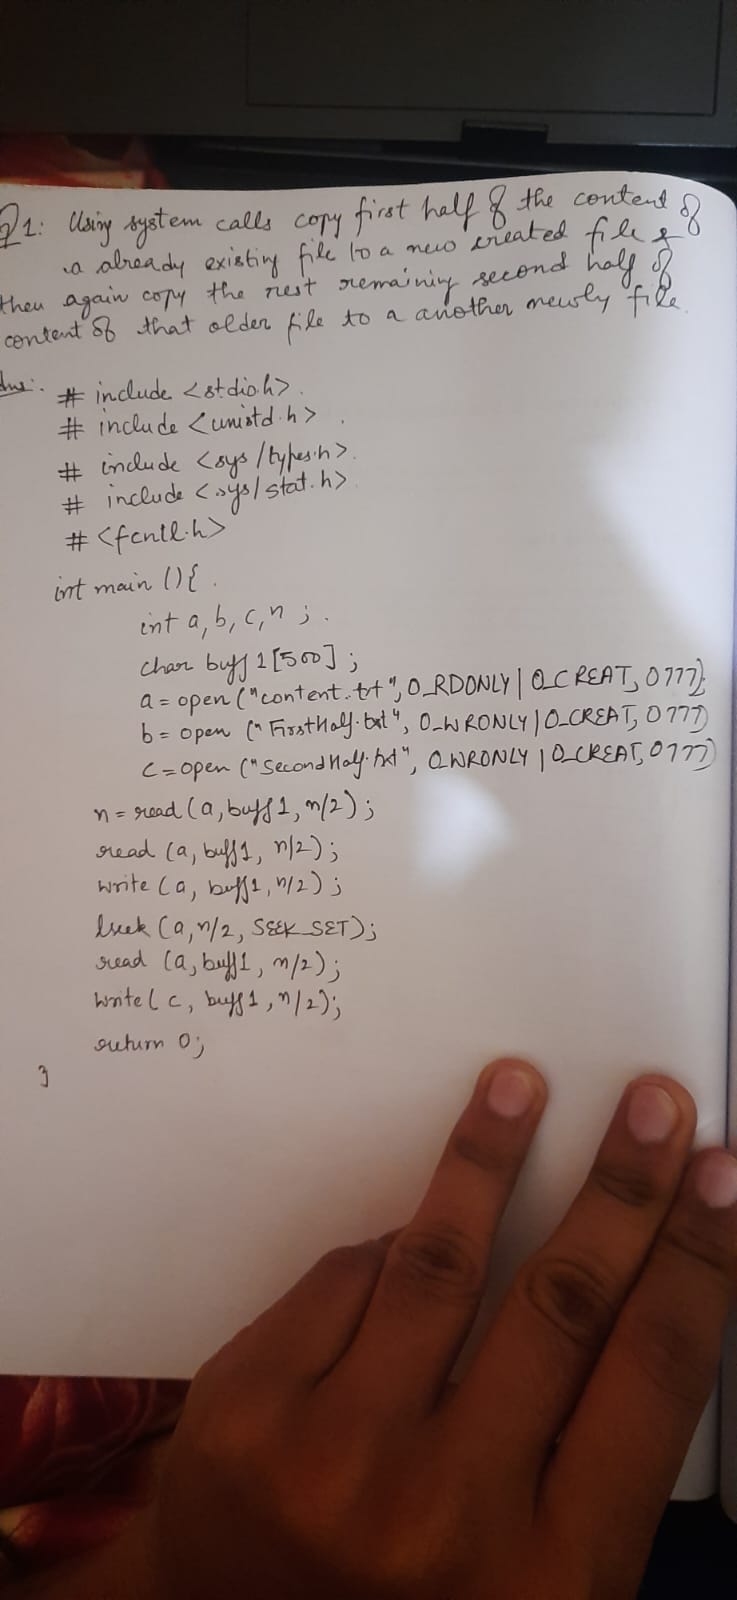 Q1: Using system calls copy first half of the content of
a already existing file to a new created file &
then again copy the rest remaining second half of
content of that older file to a another newly file.
Ans:.
# include <stdio.h>.
# include <unistd.h>.
# include <sys/types.h>.
# include <sys/stat.h>
# <fcntl.h>
int main () {
int a, b, c, n ;
char buff 1 [500] ;
a = open ("content.txt", O_RDONLY | O_CREAT, 0777);
b = open (" FirstHalf.txt", O_WRONLY | O_CREAT, 0777)
c = open (" SecondHalf.txt", O_WRONLY | O_CREAT, 0777)
n = read (a, buff 1, n/2) ;
read (a, buff1, n/2) ;
write (a, buff1, n/2) ;
lseek (a, n/2, SEEK_SET);
read (a, buff1, n/2) ;
write ( c, buff 1, n/2);
return 0;
}